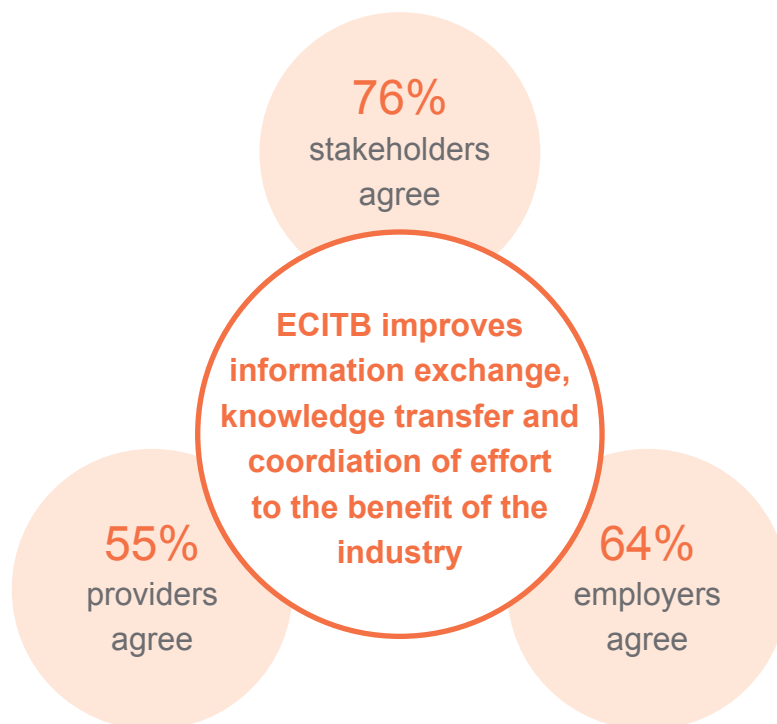 76%
stakeholders
agree
ECITB improves
information exchange,
knowledge transfer and
coordiation of effort
to the benefit of the
industry
55%
providers
agree
64%
employers
agree